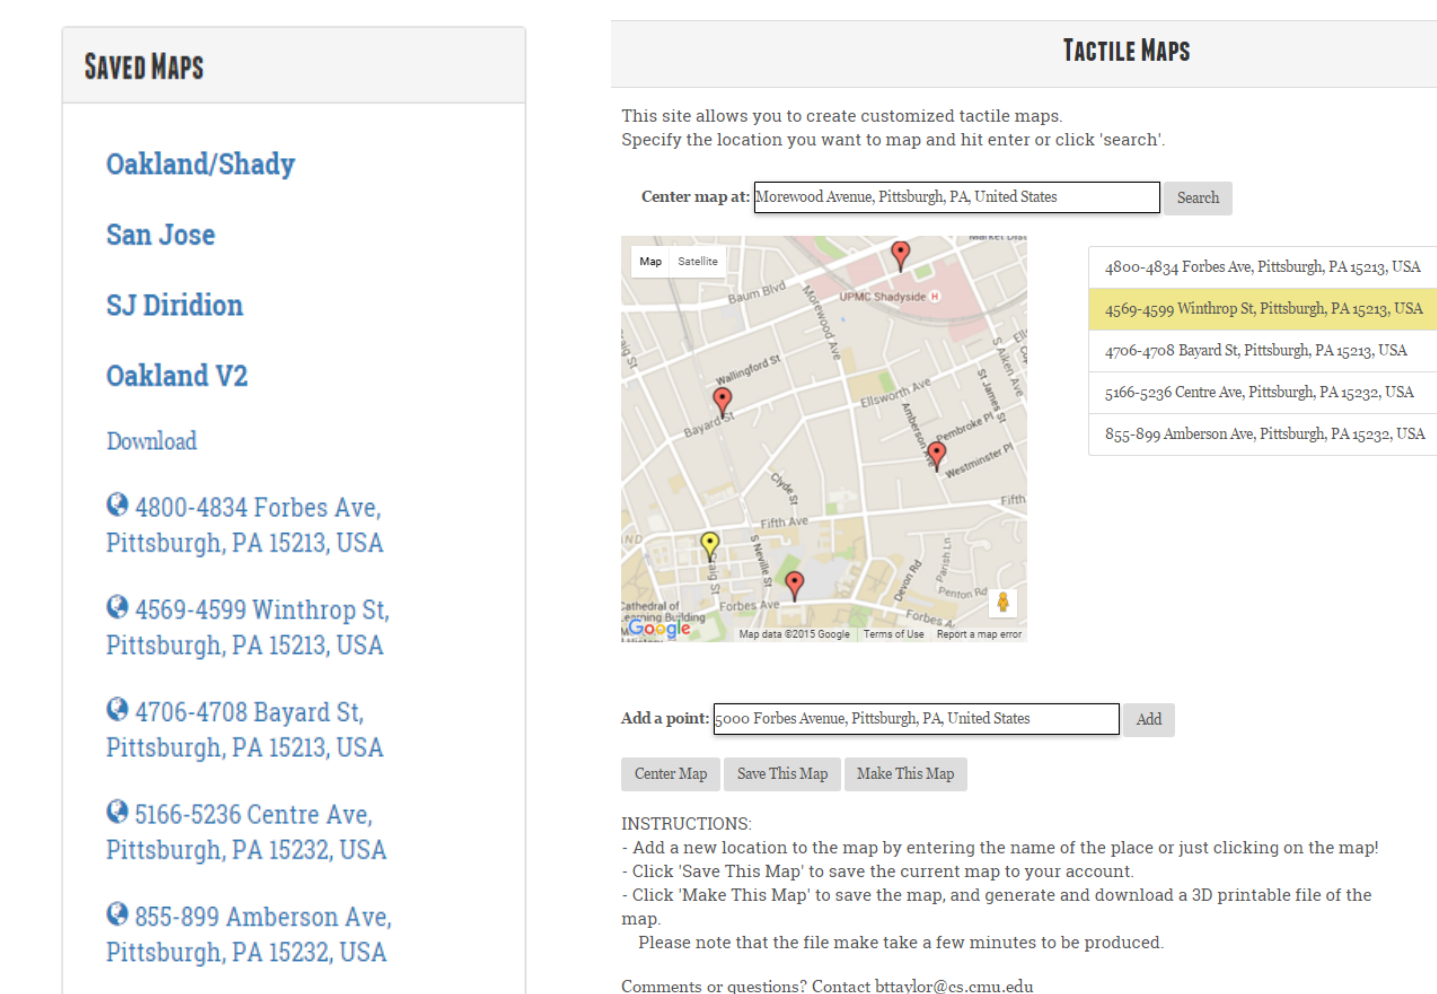 Saved Maps
Oakland/Shady
San Jose
SJ Diridion
Oakland V2
Download
4800-4834 Forbes Ave,
Pittsburgh, PA 15213, USA
4569-4599 Winthrop St,
Pittsburgh, PA 15213, USA
4706-4708 Bayard St,
Pittsburgh, PA 15213, USA
5166-5236 Centre Ave,
Pittsburgh, PA 15232, USA
855-899 Amberson Ave,
Pittsburgh, PA 15232, USA
Tactile Maps
This site allows you to create customized tactile maps.
Specify the location you want to map and hit enter or click 'search'.
Center map at: Morewood Avenue, Pittsburgh, PA, United States Search
Map Satellite
Baum Blvd
Morewood Ave
UPMC Shadyside H
Wallingford St
Bayard St
Ellsworth Ave
S Aiken Ave
St James St
Amberson Ave
Pembroke Pl
Westminster Pl
Clyde St
Fifth
Fifth Ave
S Neville St
Craig St
Devon Rd
Parish Ln
Penton Rd
Cathedral of
Learning Building
Forbes Ave
Forbes A
Google
Map data ©2015 Google Terms of Use Report a map error
4800-4834 Forbes Ave, Pittsburgh, PA 15213, USA
4569-4599 Winthrop St, Pittsburgh, PA 15213, USA
4706-4708 Bayard St, Pittsburgh, PA 15213, USA
5166-5236 Centre Ave, Pittsburgh, PA 15232, USA
855-899 Amberson Ave, Pittsburgh, PA 15232, USA
Add a point: 5000 Forbes Avenue, Pittsburgh, PA, United States Add
Center Map Save This Map Make This Map
INSTRUCTIONS:
- Add a new location to the map by entering the name of the place or just clicking on the map!
- Click 'Save This Map' to save the current map to your account.
- Click 'Make This Map' to save the map, and generate and download a 3D printable file of the
map.
Please note that the file make take a few minutes to be produced.
Comments or questions? Contact bttaylor@cs.cmu.edu